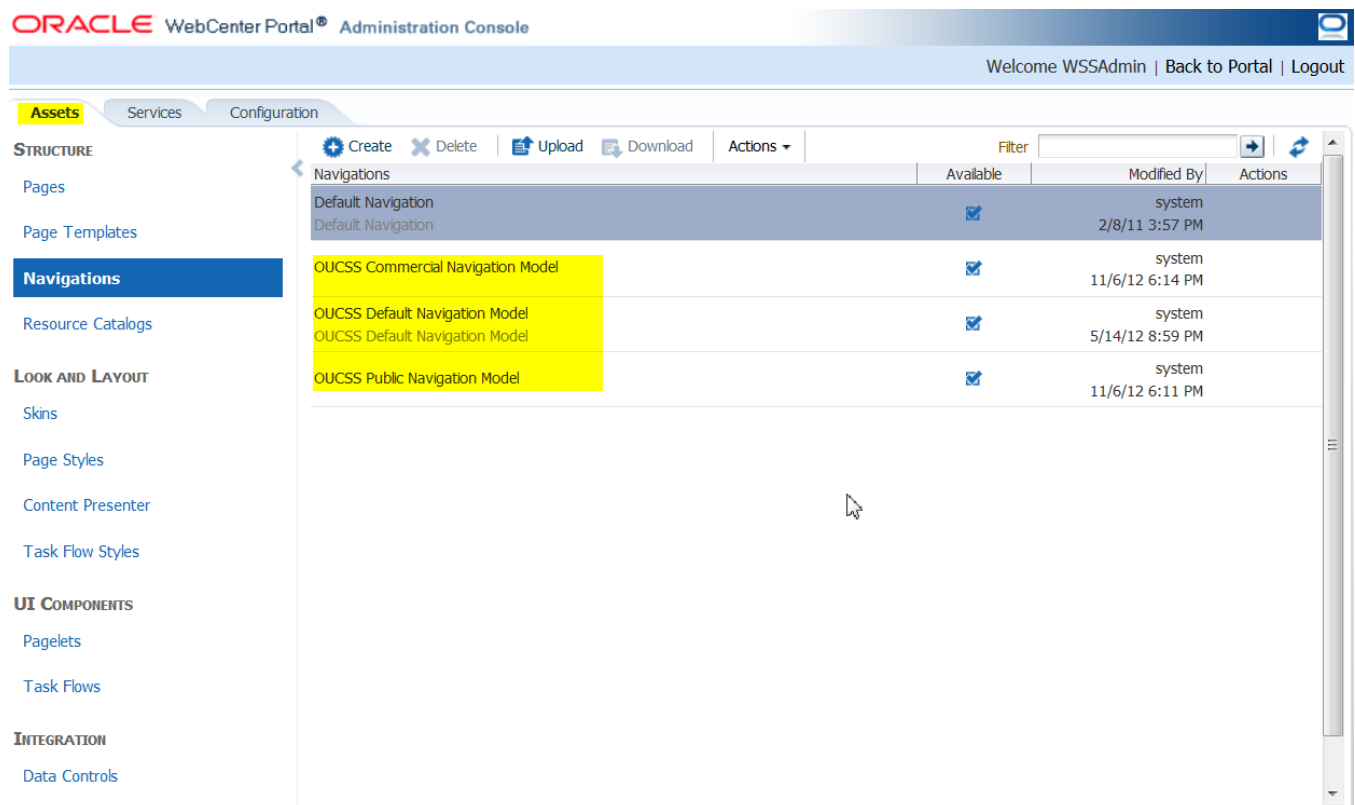 ORACLE WebCenter Portal® Administration Console
Welcome WSSAdmin | Back to Portal | Logout
Assets Services Configuration
STRUCTURE
Pages
Page Templates
Navigations
Resource Catalogs
LOOK AND LAYOUT
Skins
Page Styles
Content Presenter
Task Flow Styles
UI COMPONENTS
Pagelets
Task Flows
INTEGRATION
Data Controls
Create Delete Upload Download Actions Filter
Navigations Available Modified By Actions
Default Navigation system
Default Navigation 2/8/11 3:57 PM
OUCSS Commercial Navigation Model system
11/6/12 6:14 PM
OUCSS Default Navigation Model system
OUCSS Default Navigation Model 5/14/12 8:59 PM
OUCSS Public Navigation Model system
11/6/12 6:11 PM